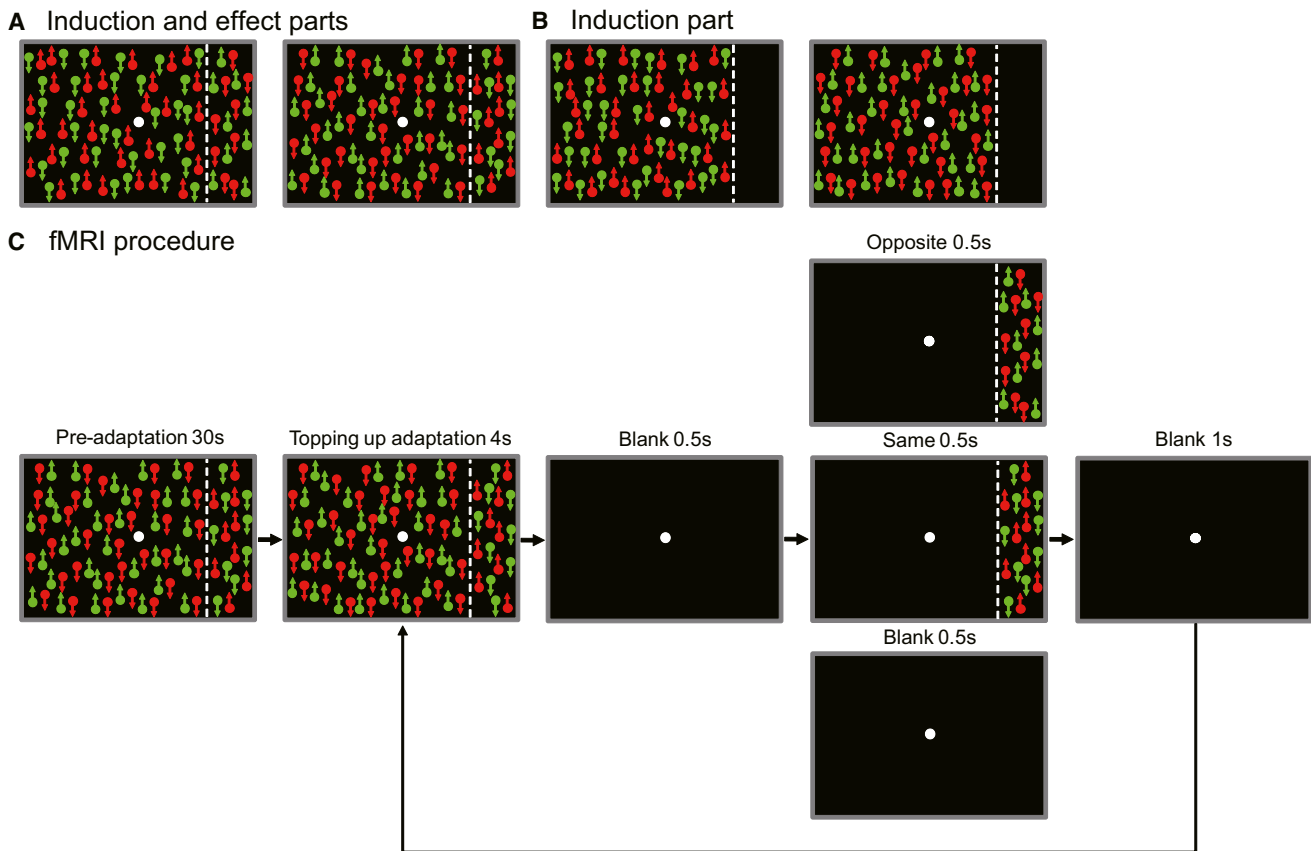 A Induction and effect parts
B Induction part
C fMRI procedure
Opposite 0.5s
Pre-adaptation 30s
Topping up adaptation 4s
Blank 0.5s
Same 0.5s
Blank 1s
Blank 0.5s